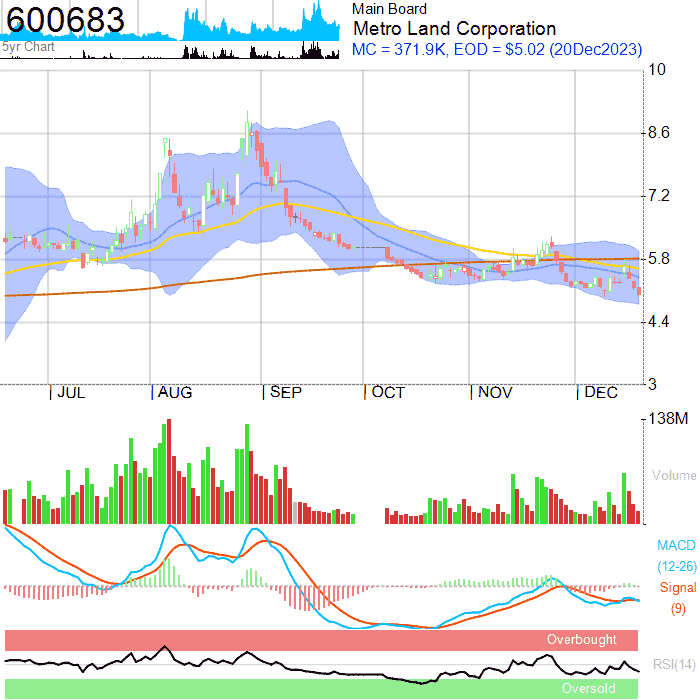 600683
5yr Chart
Main Board
Metro Land Corporation
MC = 371.9K, EOD = $5.02 (20Dec2023)
10
8.6
7.2
5.8
4.4
3
JUL
AUG
SEP
OCT
NOV
DEC
138M
Volume
MACD
(12-26)
Signal
(9)
Overbought
RSI(14)
Oversold